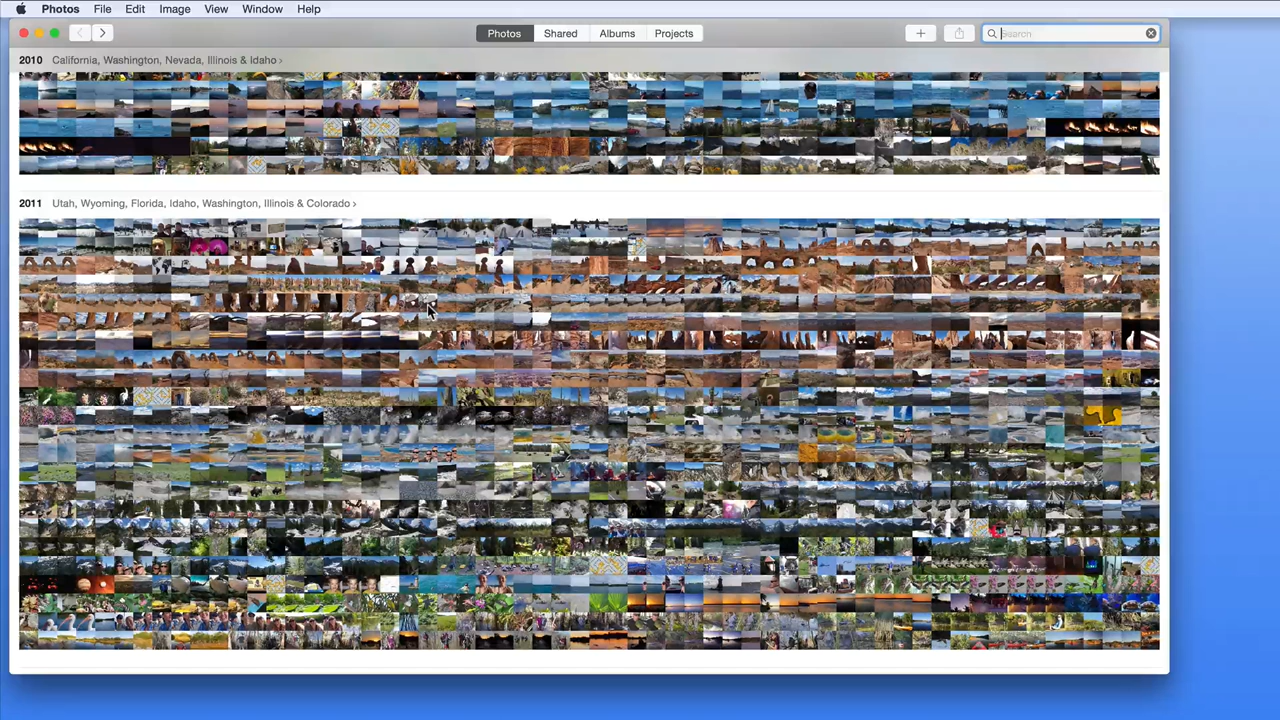 Photos File Edit Image View Window Help
Photos Shared Albums Projects Search
2010 California, Washington, Nevada, Illinois & Idaho
2011 Utah, Wyoming, Florida, Idaho, Washington, Illinois & Colorado